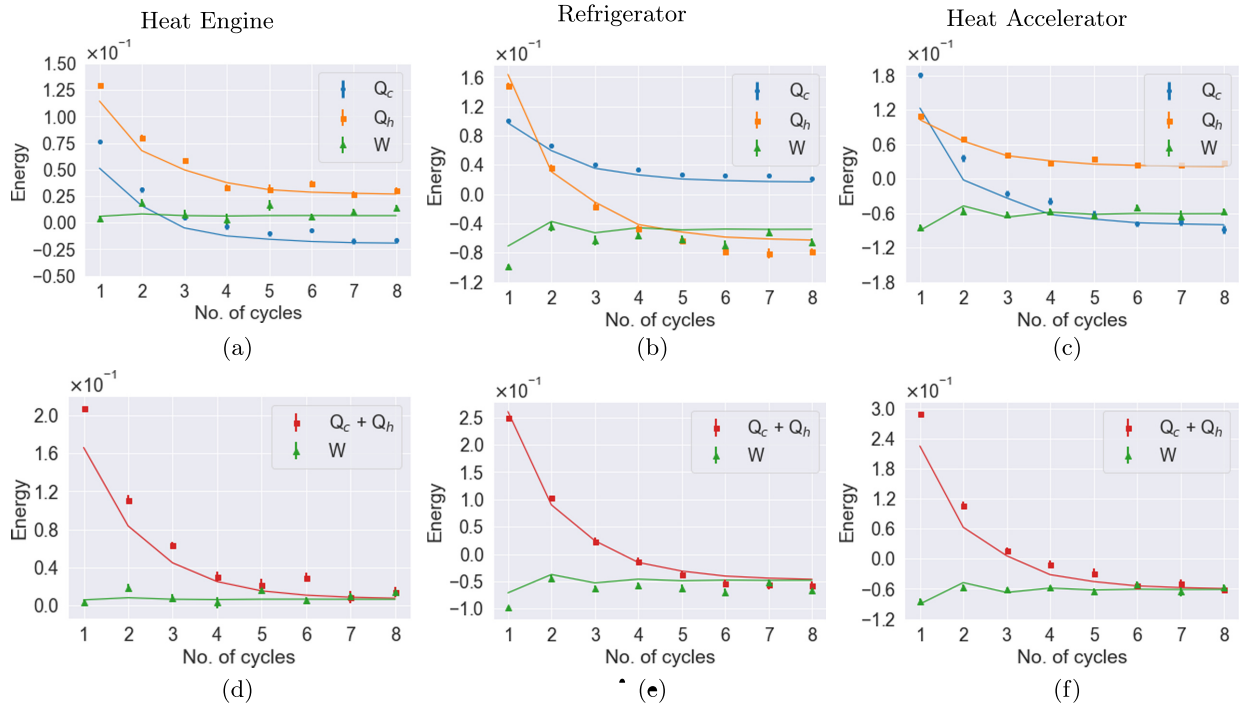 Heat Engine
Refrigerator
Heat Accelerator
×10⁻¹
1.50
1.25
1.00
0.75
0.50
0.25
0.00
−0.25
−0.50
Energy
Q_c
Q_h
W
1 2 3 4 5 6 7 8
No. of cycles
(a)
×10⁻¹
1.6
1.2
0.8
0.4
0.0
−0.4
−0.8
−1.2
Energy
Q_c
Q_h
W
1 2 3 4 5 6 7 8
No. of cycles
(b)
×10⁻¹
1.8
1.2
0.6
0.0
−0.6
−1.2
−1.8
Energy
Q_c
Q_h
W
1 2 3 4 5 6 7 8
No. of cycles
(c)
×10⁻¹
2.0
1.6
1.2
0.8
0.4
0.0
Energy
Q_c + Q_h
W
1 2 3 4 5 6 7 8
No. of cycles
(d)
×10⁻¹
2.5
2.0
1.5
1.0
0.5
0.0
−0.5
−1.0
Energy
Q_c + Q_h
W
1 2 3 4 5 6 7 8
No. of cycles
(e)
×10⁻¹
3.0
2.4
1.8
1.2
0.6
0.0
−0.6
−1.2
Energy
Q_c + Q_h
W
1 2 3 4 5 6 7 8
No. of cycles
(f)